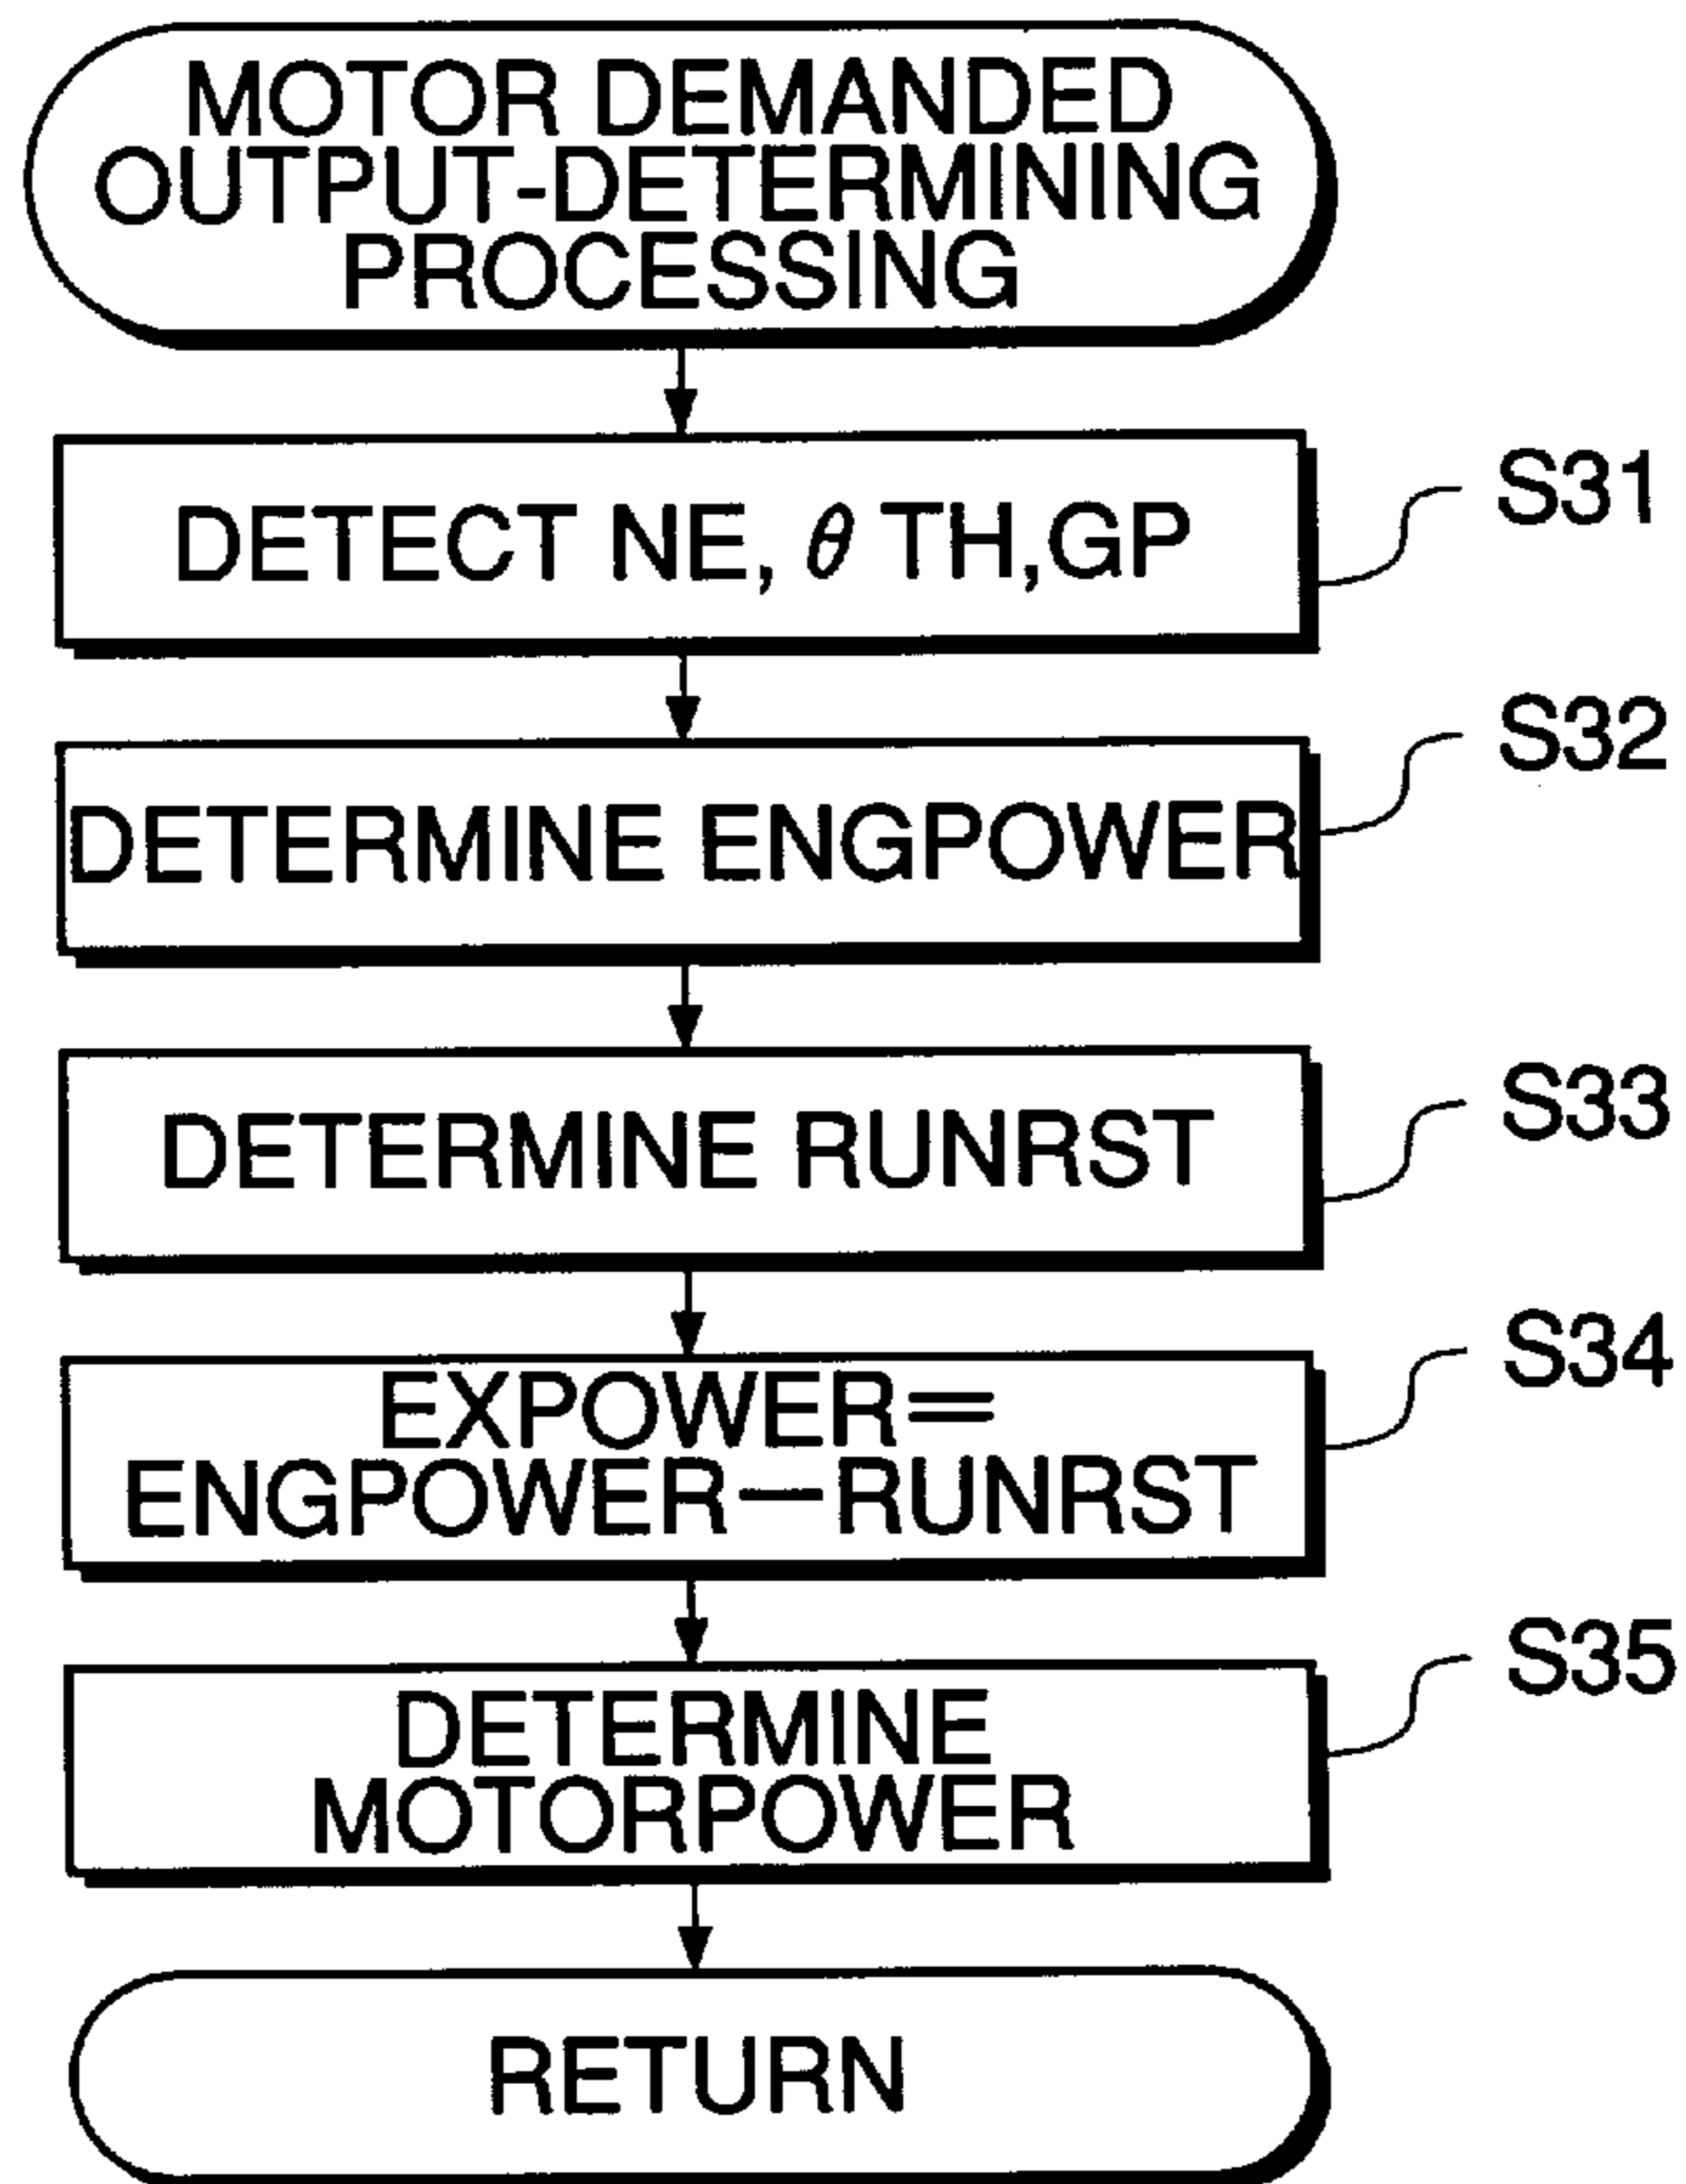 MOTOR DEMANDED
OUTPUT-DETERMINING
PROCESSING
DETECT NE, θ TH,GP
S31
DETERMINE ENGPOWER
S32
DETERMINE RUNRST
S33
EXPOWER=
ENGPOWER—RUNRST
S34
DETERMINE
MOTORPOWER
S35
RETURN